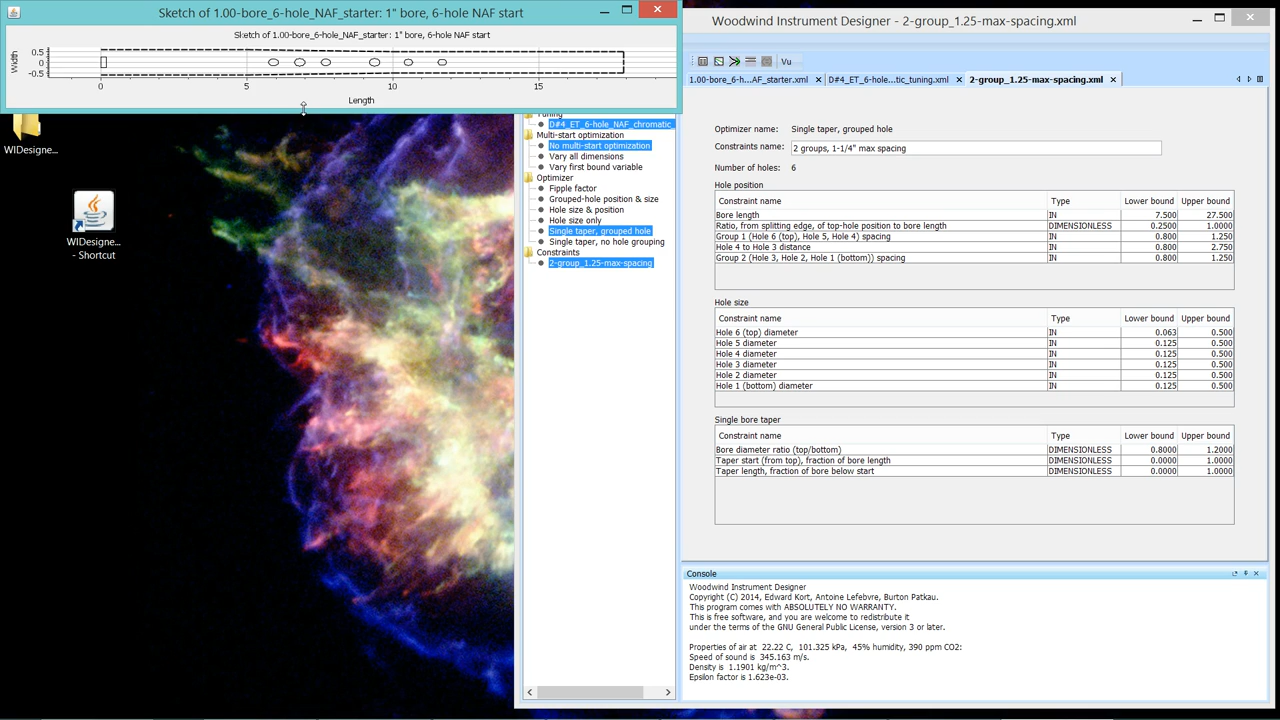 Sketch of 1.00-bore_6-hole_NAF_starter: 1" bore, 6-hole NAF start
Sketch of 1.00-bore_6-hole_NAF_starter: 1" bore, 6-hole NAF start
Width
0.5
0.0
-0.5
0
5
10
15
Length
WIDesigne...
WIDesigne...
- Shortcut
Tuning
D#4_ET_6-hole_NAF_chromatic_
Multi-start optimization
No multi-start optimization
Vary all dimensions
Vary first bound variable
Optimizer
Fipple factor
Grouped-hole position & size
Hole size & position
Hole size only
Single taper, grouped hole
Single taper, no hole grouping
Constraints
2-group_1.25-max-spacing
Woodwind Instrument Designer - 2-group_1.25-max-spacing.xml
Vu
1.00-bore_6-h...AF_starter.xml
D#4_ET_6-hole...tic_tuning.xml
2-group_1.25-max-spacing.xml
Optimizer name: Single taper, grouped hole
Constraints name: 2 groups, 1-1/4" max spacing
Number of holes: 6
Hole position
Constraint name Type Lower bound Upper bound
Bore length IN 7.500 27.500
Ratio, from splitting edge, of top-hole position to bore length DIMENSIONLESS 0.2500 1.0000
Group 1 (Hole 6 (top), Hole 5, Hole 4) spacing IN 0.800 1.250
Hole 4 to Hole 3 distance IN 0.800 2.750
Group 2 (Hole 3, Hole 2, Hole 1 (bottom)) spacing IN 0.800 1.250
Hole size
Constraint name Type Lower bound Upper bound
Hole 6 (top) diameter IN 0.063 0.500
Hole 5 diameter IN 0.125 0.500
Hole 4 diameter IN 0.125 0.500
Hole 3 diameter IN 0.125 0.500
Hole 2 diameter IN 0.125 0.500
Hole 1 (bottom) diameter IN 0.125 0.500
Single bore taper
Constraint name Type Lower bound Upper bound
Bore diameter ratio (top/bottom) DIMENSIONLESS 0.8000 1.2000
Taper start (from top), fraction of bore length DIMENSIONLESS 0.0000 1.0000
Taper length, fraction of bore below start DIMENSIONLESS 0.0000 1.0000
Console
Woodwind Instrument Designer
Copyright (C) 2014, Edward Kort, Antoine Lefebvre, Burton Patkau.
This program comes with ABSOLUTELY NO WARRANTY.
This is free software, and you are welcome to redistribute it
under the terms of the GNU General Public License, version 3 or later.
Properties of air at 22.22 C, 101.325 kPa, 45% humidity, 390 ppm CO2:
Speed of sound is 345.163 m/s.
Density is 1.1901 kg/m^3.
Epsilon factor is 1.623e-03.